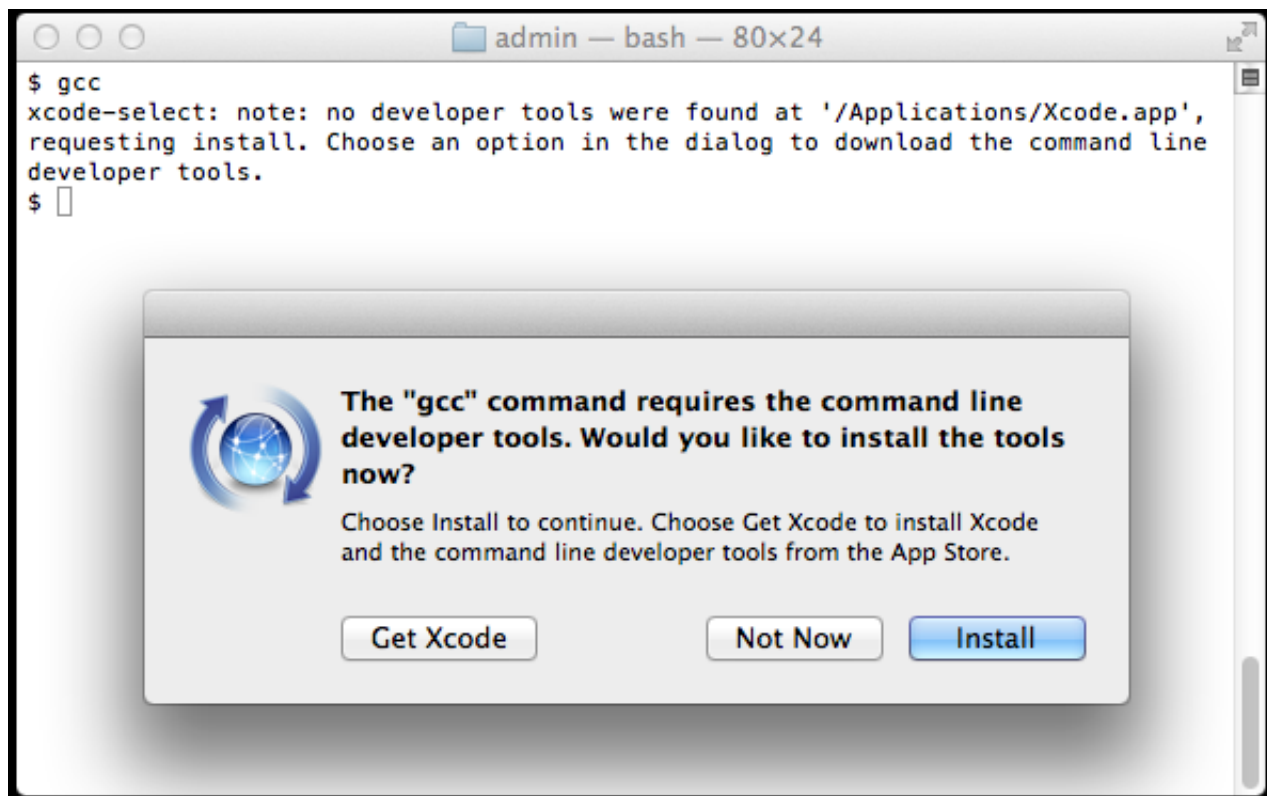 admin — bash — 80×24
$ gcc
xcode-select: note: no developer tools were found at '/Applications/Xcode.app',
requesting install. Choose an option in the dialog to download the command line
developer tools.
$
The "gcc" command requires the command line
developer tools. Would you like to install the tools
now?
Choose Install to continue. Choose Get Xcode to install Xcode
and the command line developer tools from the App Store.
Get Xcode Not Now Install